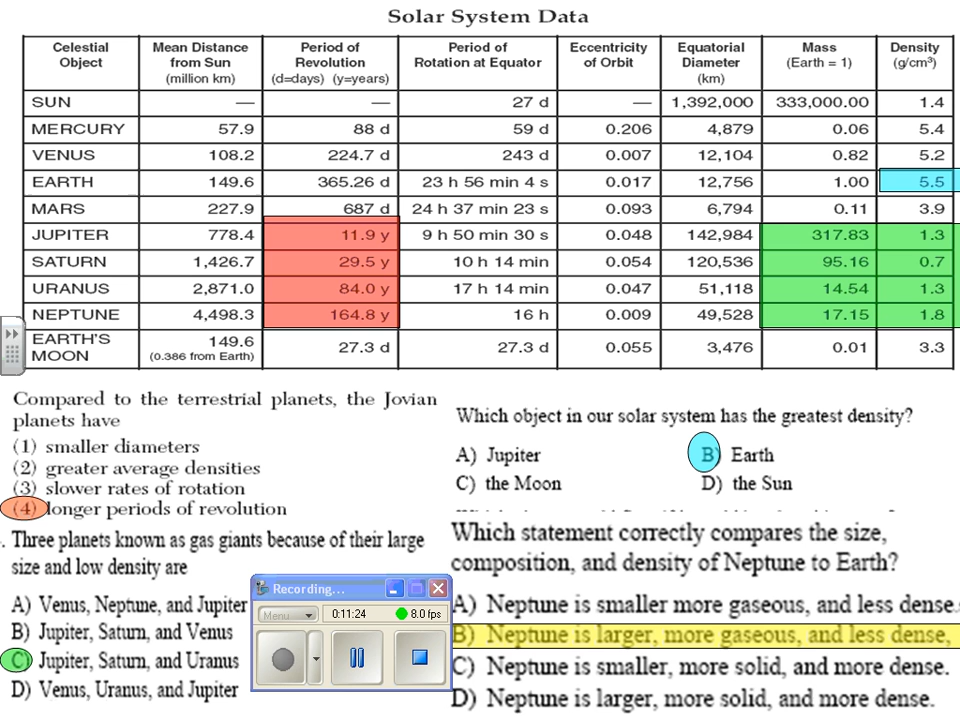 Solar System Data
Celestial Object | Mean Distance from Sun (million km) | Period of Revolution (d=days) (y=years) | Period of Rotation at Equator | Eccentricity of Orbit | Equatorial Diameter (km) | Mass (Earth = 1) | Density (g/cm³)
SUN | — | — | 27 d | — | 1,392,000 | 333,000.00 | 1.4
MERCURY | 57.9 | 88 d | 59 d | 0.206 | 4,879 | 0.06 | 5.4
VENUS | 108.2 | 224.7 d | 243 d | 0.007 | 12,104 | 0.82 | 5.2
EARTH | 149.6 | 365.26 d | 23 h 56 min 4 s | 0.017 | 12,756 | 1.00 | 5.5
MARS | 227.9 | 687 d | 24 h 37 min 23 s | 0.093 | 6,794 | 0.11 | 3.9
JUPITER | 778.4 | 11.9 y | 9 h 50 min 30 s | 0.048 | 142,984 | 317.83 | 1.3
SATURN | 1,426.7 | 29.5 y | 10 h 14 min | 0.054 | 120,536 | 95.16 | 0.7
URANUS | 2,871.0 | 84.0 y | 17 h 14 min | 0.047 | 51,118 | 14.54 | 1.3
NEPTUNE | 4,498.3 | 164.8 y | 16 h | 0.009 | 49,528 | 17.15 | 1.8
EARTH'S MOON | 149.6 (0.386 from Earth) | 27.3 d | 27.3 d | 0.055 | 3,476 | 0.01 | 3.3
Compared to the terrestrial planets, the Jovian
planets have
(1) smaller diameters
(2) greater average densities
(3) slower rates of rotation
(4) longer periods of revolution
Which object in our solar system has the greatest density?
A) Jupiter B) Earth
C) the Moon D) the Sun
. Three planets known as gas giants because of their large
size and low density are
A) Venus, Neptune, and Jupiter
B) Jupiter, Saturn, and Venus
C) Jupiter, Saturn, and Uranus
D) Venus, Uranus, and Jupiter
Recording...
Menu 0:11:24 8.0 fps
Which statement correctly compares the size,
composition, and density of Neptune to Earth?
A) Neptune is smaller more gaseous, and less dense.
B) Neptune is larger, more gaseous, and less dense,
C) Neptune is smaller, more solid, and more dense.
D) Neptune is larger, more solid, and more dense.